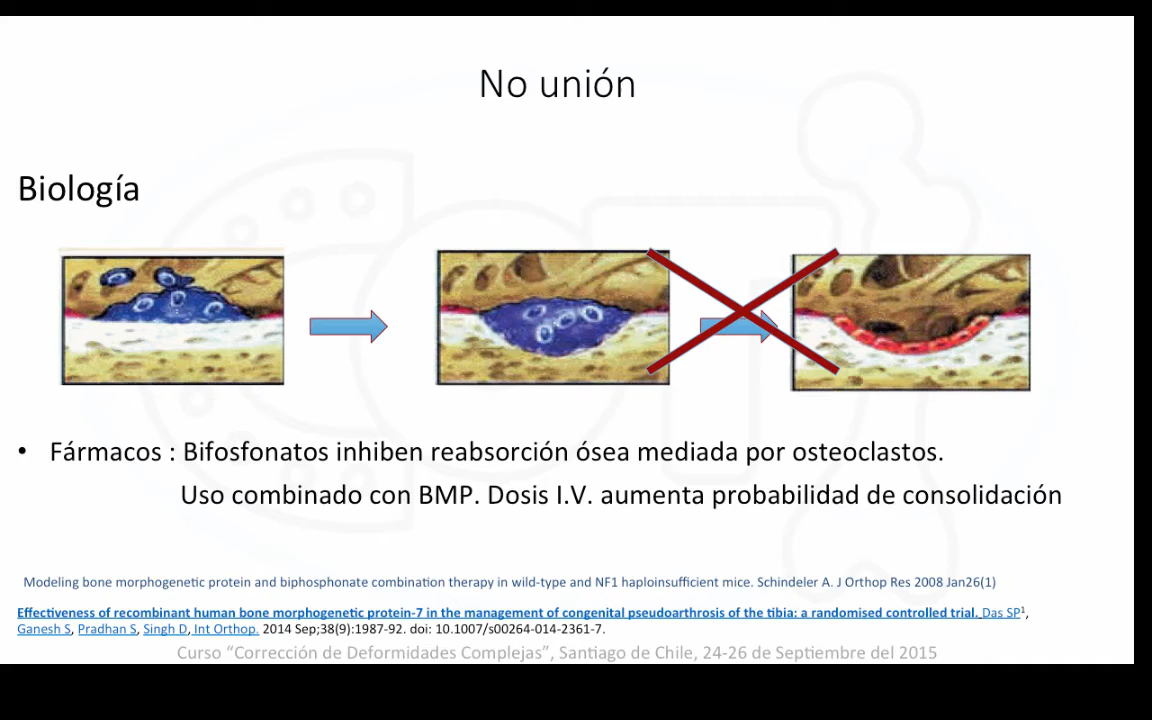 No unión
Biología
• Fármacos : Bifosfonatos inhiben reabsorción ósea mediada por osteoclastos.
Uso combinado con BMP. Dosis I.V. aumenta probabilidad de consolidación
Modeling bone morphogenetic protein and biphosphonate combination therapy in wild-type and NF1 haploinsufficient mice. Schindeler A. J Orthop Res 2008 Jan26(1)
Effectiveness of recombinant human bone morphogenetic protein-7 in the management of congenital pseudoarthrosis of the tibia: a randomised controlled trial. Das SP1,
Ganesh S, Pradhan S, Singh D, Int Orthop. 2014 Sep;38(9):1987-92. doi: 10.1007/s00264-014-2361-7.
Curso “Corrección de Deformidades Complejas”, Santiago de Chile, 24-26 de Septiembre del 2015